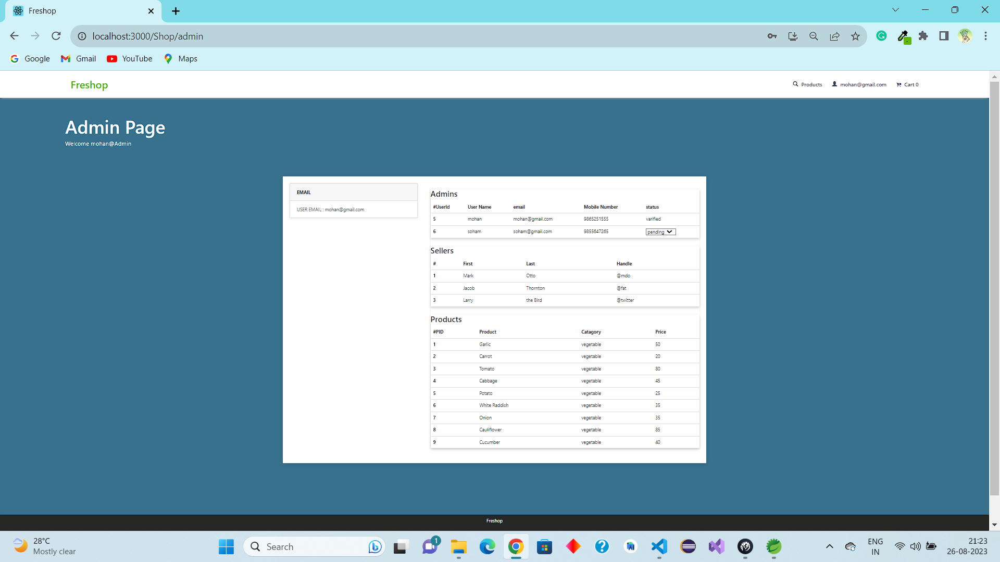 Freshop
localhost:3000/Shop/admin
Google Gmail YouTube Maps
Freshop
Products mohan@gmail.com Cart 0
Admin Page
Welcome mohan@Admin
EMAIL
USER EMAIL : mohan@gmail.com
Admins
#UserId User Name email Mobile Number status
5 mohan mohan@gmail.com 9865251555 varified
6 soham soham@gmail.com 9855647265 pending
Sellers
# First Last Handle
1 Mark Otto @mdo
2 Jacob Thornton @fat
3 Larry the Bird @twitter
Products
#PID Product Catagory Price
1 Garlic vegetable 50
2 Carrot vegetable 20
3 Tomato vegetable 80
4 Cabbage vegetable 45
5 Potato vegetable 25
6 White Raddish vegetable 35
7 Onion vegetable 35
8 Cauliflower vegetable 85
9 Cucumber vegetable 40
Freshop
28°C
Mostly clear
Search
1
ENG
IN
21:23
26-08-2023